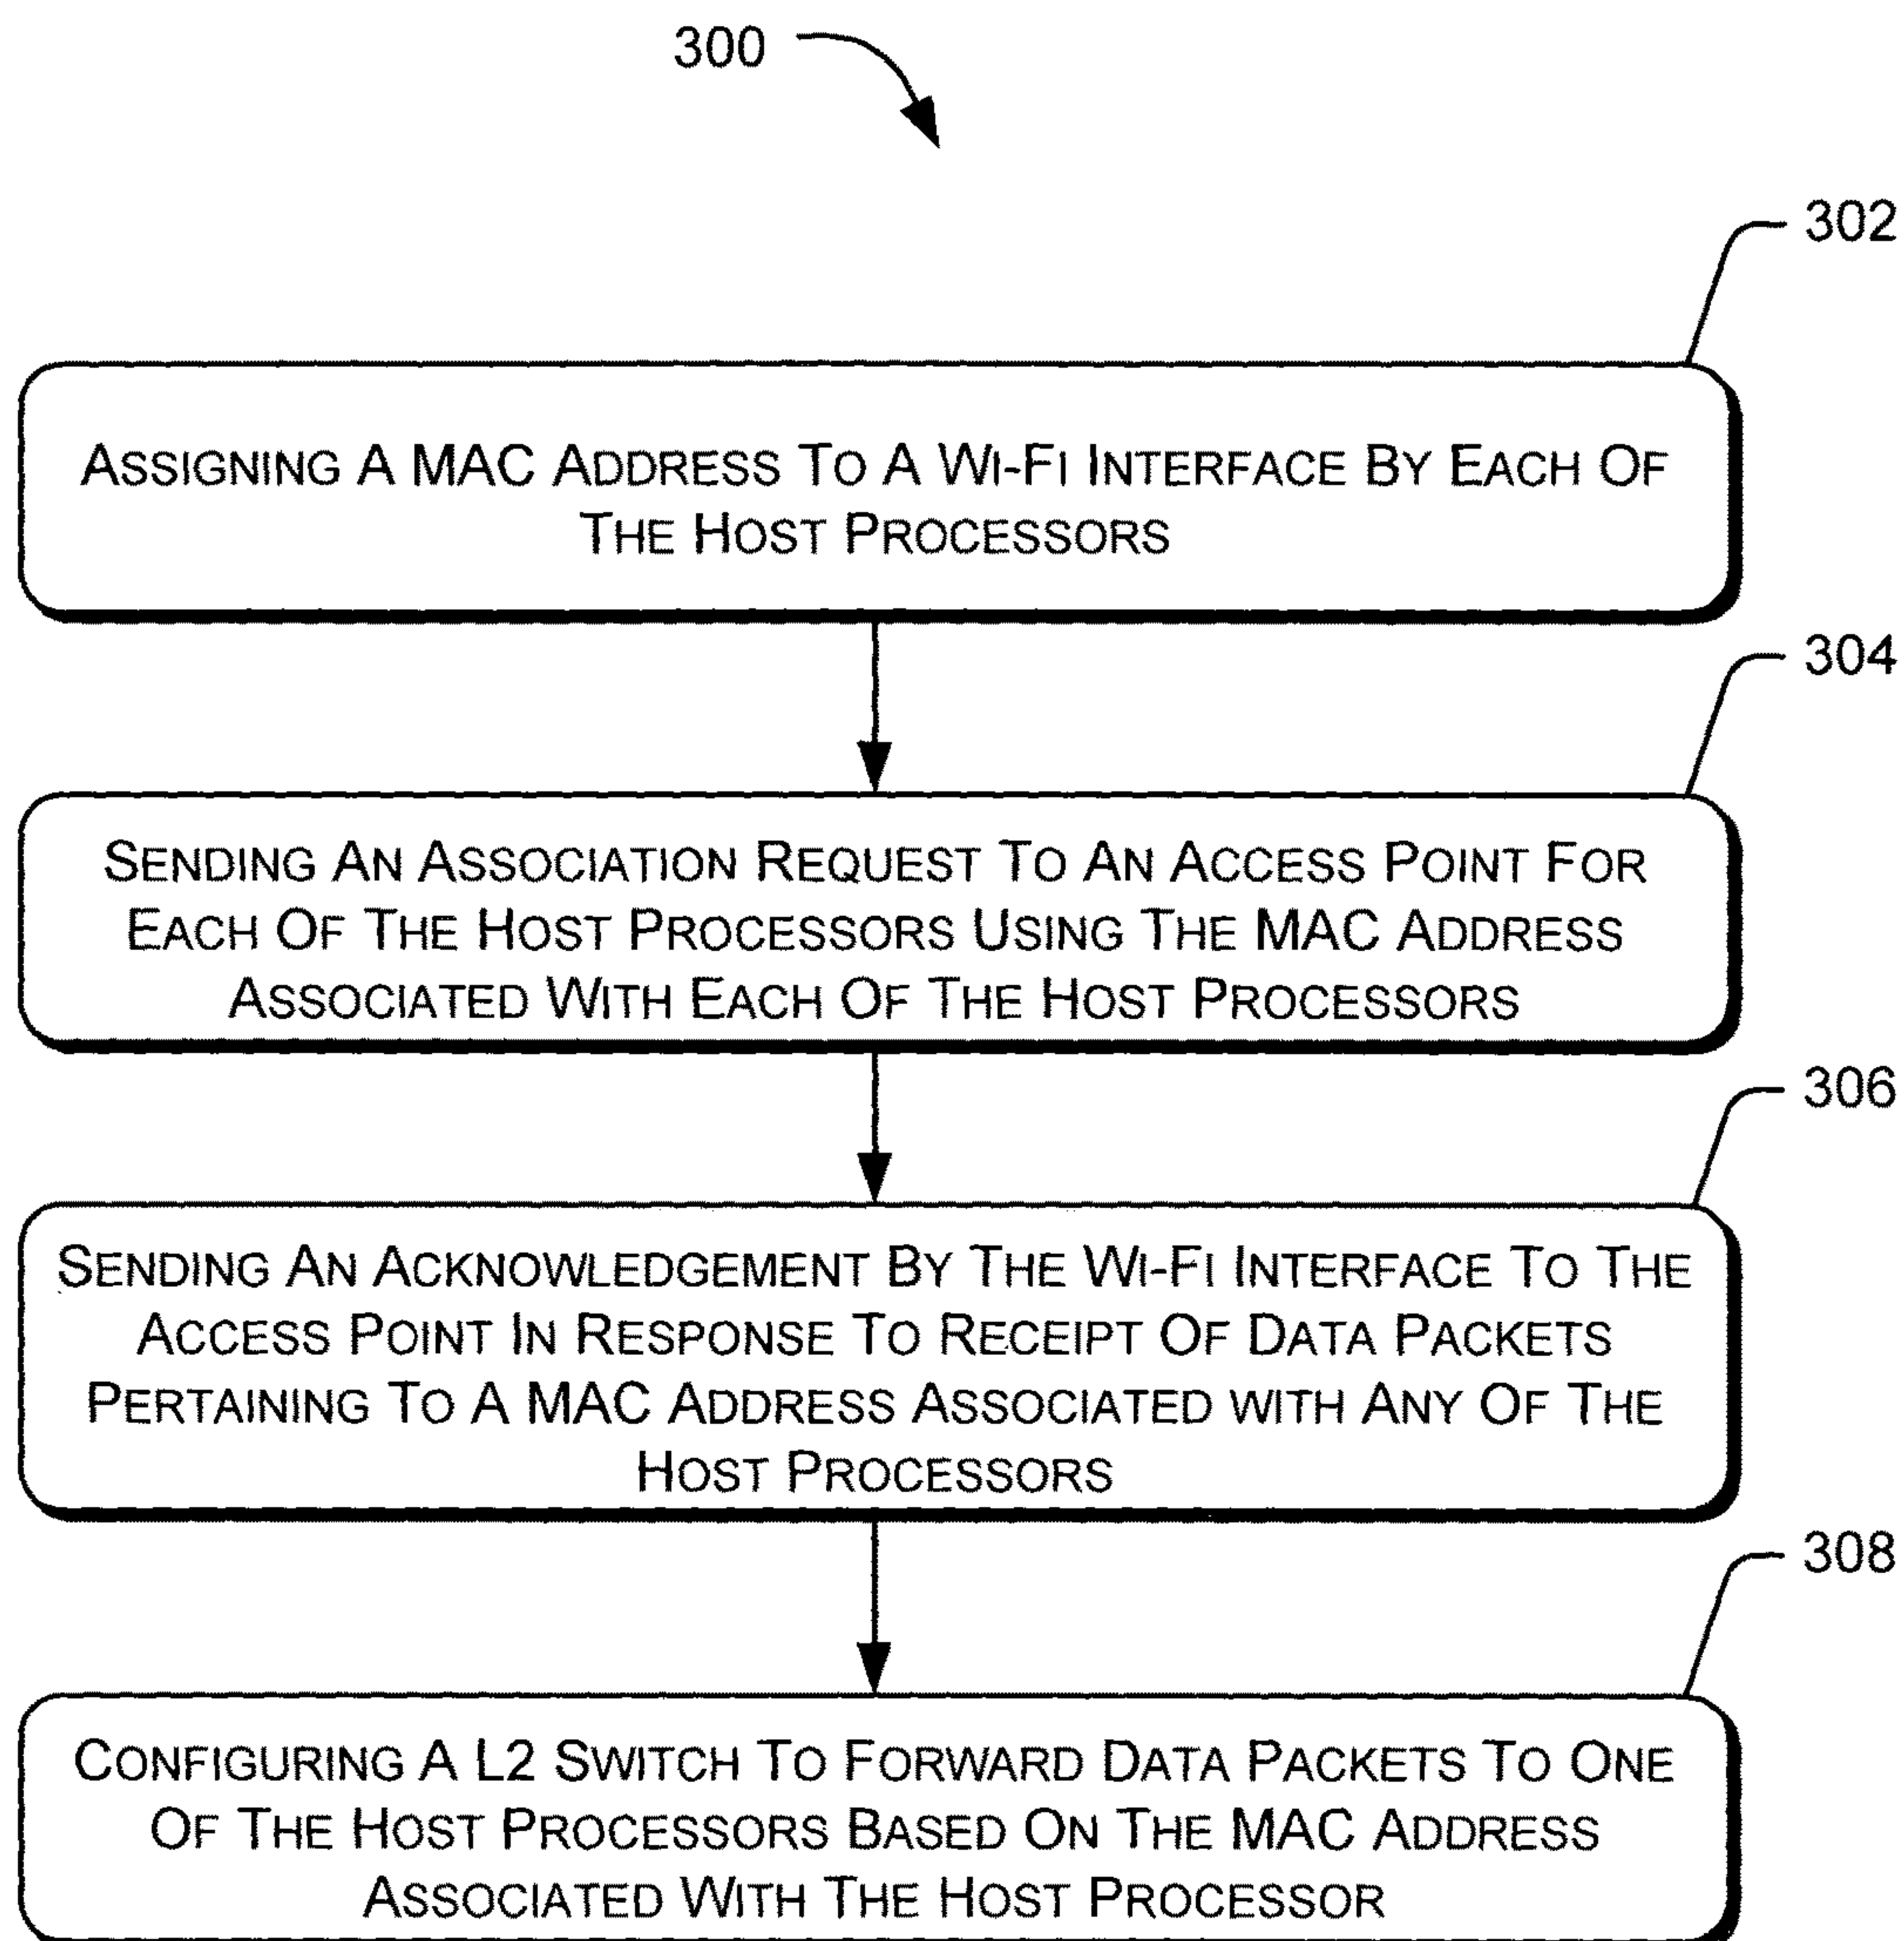 300
302
ASSIGNING A MAC ADDRESS TO A WI-FI INTERFACE BY EACH OF
THE HOST PROCESSORS
304
SENDING AN ASSOCIATION REQUEST TO AN ACCESS POINT FOR
EACH OF THE HOST PROCESSORS USING THE MAC ADDRESS
ASSOCIATED WITH EACH OF THE HOST PROCESSORS
306
SENDING AN ACKNOWLEDGEMENT BY THE WI-FI INTERFACE TO THE
ACCESS POINT IN RESPONSE TO RECEIPT OF DATA PACKETS
PERTAINING TO A MAC ADDRESS ASSOCIATED WITH ANY OF THE
HOST PROCESSORS
308
CONFIGURING A L2 SWITCH TO FORWARD DATA PACKETS TO ONE
OF THE HOST PROCESSORS BASED ON THE MAC ADDRESS
ASSOCIATED WITH THE HOST PROCESSOR